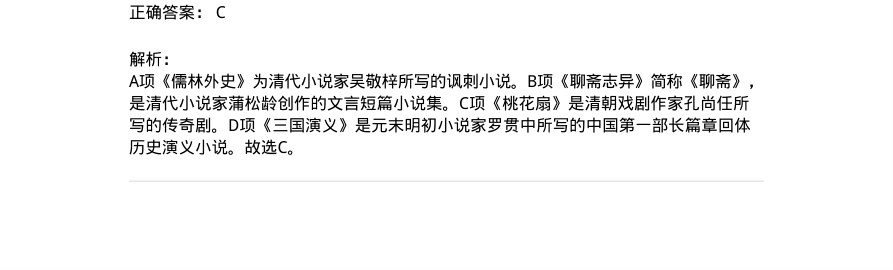 正确答案： C
解析：
A项《儒林外史》为清代小说家吴敬梓所写的讽刺小说。B项《聊斋志异》简称《聊斋》，
是清代小说家蒲松龄创作的文言短篇小说集。C项《桃花扇》是清朝戏剧作家孔尚任所
写的传奇剧。D项《三国演义》是元末明初小说家罗贯中所写的中国第一部长篇章回体
历史演义小说。故选C。